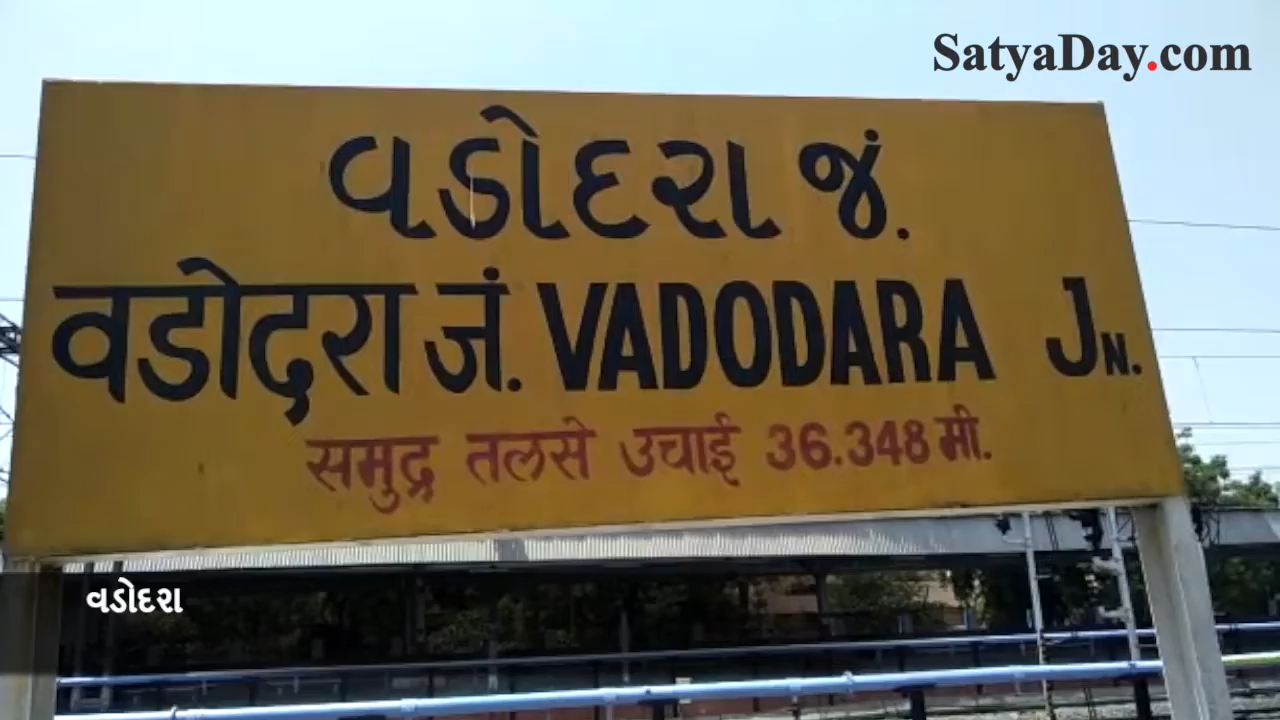 SatyaDay.com
વડોદરા જં.
वडोदरा जं. VADODARA JN.
समुद्र तलसे उचाई 36.348 मी.
વડોદરા